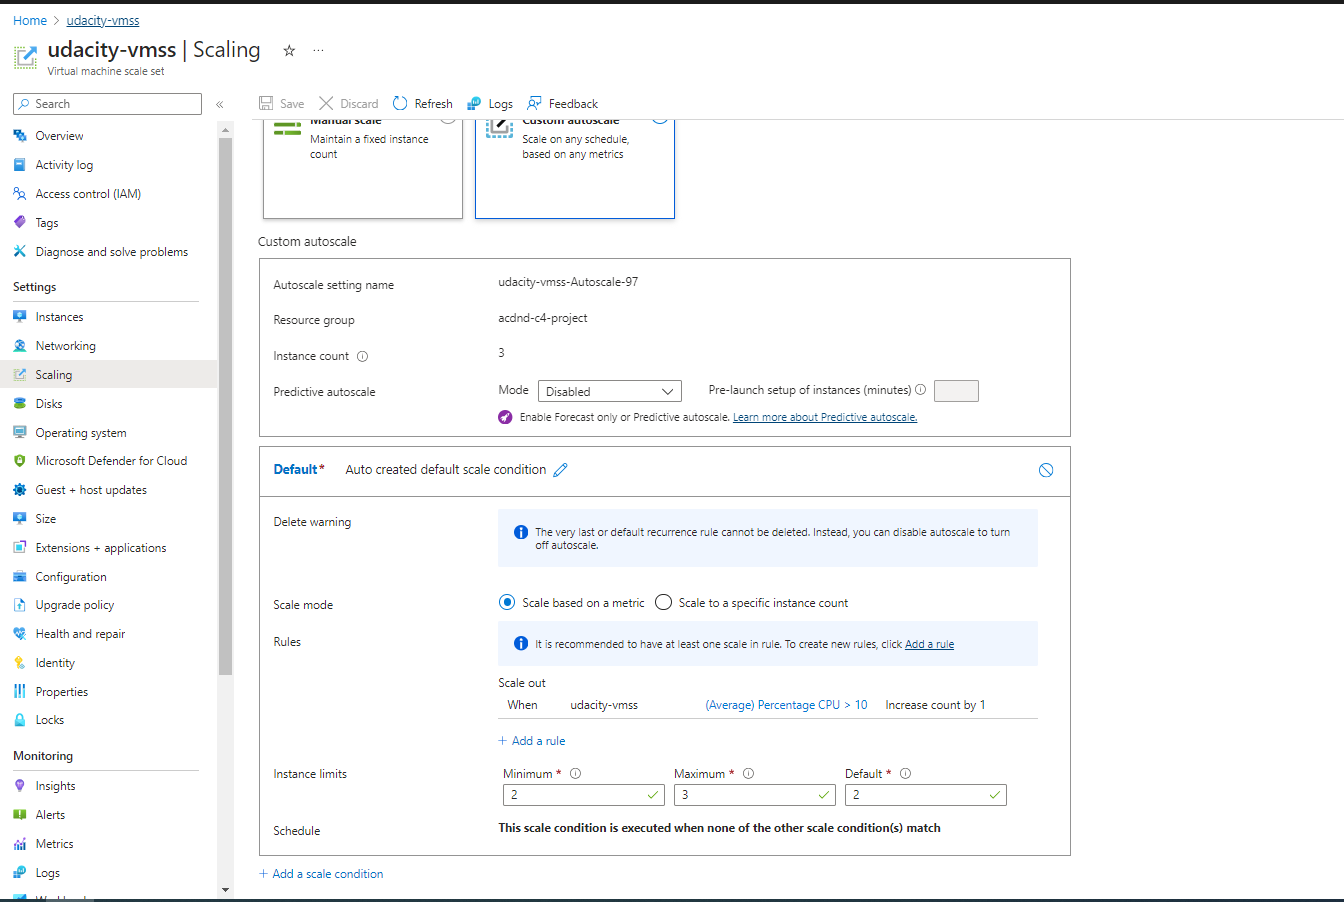 Home > udacity-vmss
udacity-vmss | Scaling ☆ ...
Virtual machine scale set
Search «
Save Discard Refresh Logs Feedback
Overview
Activity log
Access control (IAM)
Tags
Diagnose and solve problems
Settings
Instances
Networking
Scaling
Disks
Operating system
Microsoft Defender for Cloud
Guest + host updates
Size
Extensions + applications
Configuration
Upgrade policy
Health and repair
Identity
Properties
Locks
Monitoring
Insights
Alerts
Metrics
Logs
Manual scale
Maintain a fixed instance
count
Custom autoscale
Scale on any schedule,
based on any metrics
Custom autoscale
Autoscale setting name udacity-vmss-Autoscale-97
Resource group acdnd-c4-project
Instance count 3
Predictive autoscale Mode Disabled Pre-launch setup of instances (minutes)
Enable Forecast only or Predictive autoscale. Learn more about Predictive autoscale.
Default* Auto created default scale condition
Delete warning
The very last or default recurrence rule cannot be deleted. Instead, you can disable autoscale to turn
off autoscale.
Scale mode Scale based on a metric Scale to a specific instance count
Rules
It is recommended to have at least one scale in rule. To create new rules, click Add a rule
Scale out
When udacity-vmss (Average) Percentage CPU > 10 Increase count by 1
+ Add a rule
Instance limits Minimum * Maximum * Default *
2 3 2
Schedule This scale condition is executed when none of the other scale condition(s) match
+ Add a scale condition